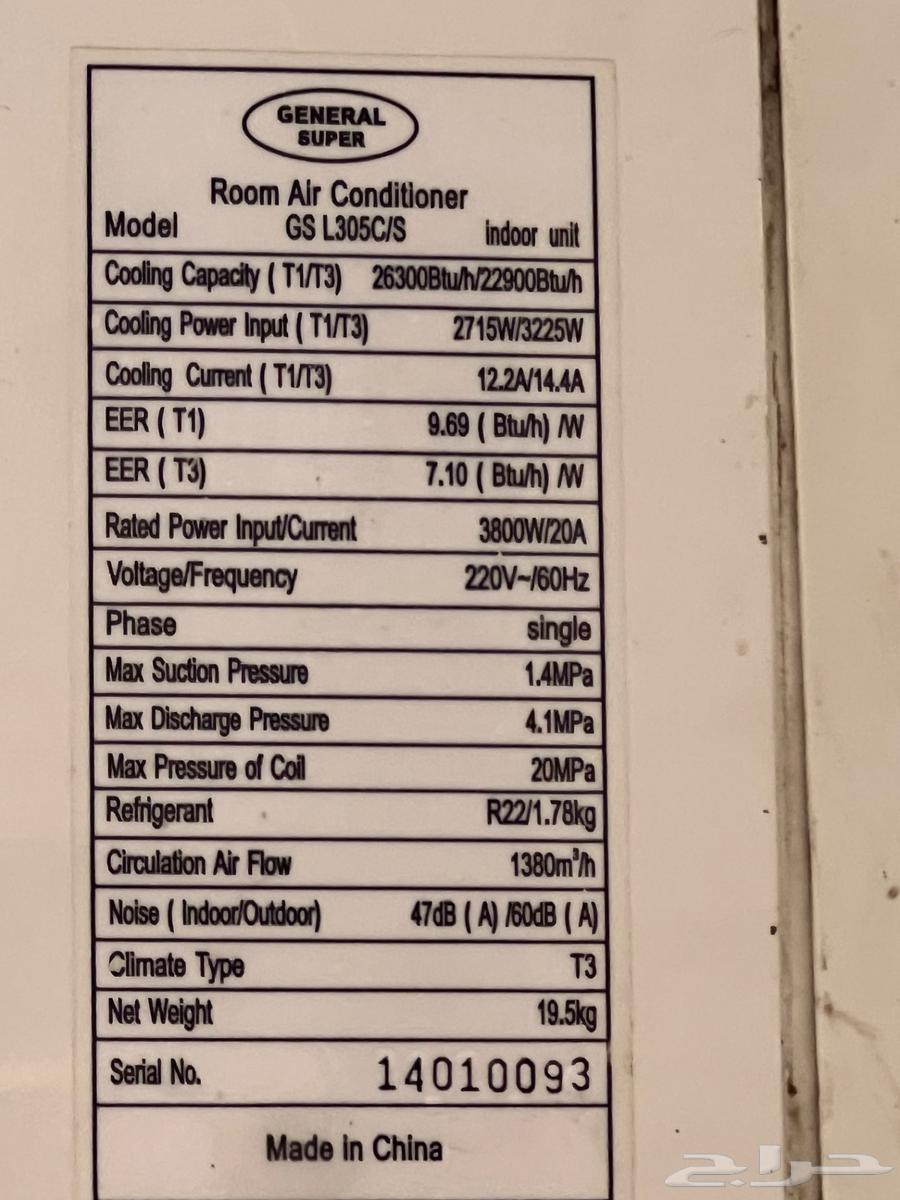 GENERAL
SUPER
Room Air Conditioner
Model GS L305C/S indoor unit
Cooling Capacity ( T1/T3) 26300Btu/h/22900Btu/h
Cooling Power Input ( T1/T3) 2715W/3225W
Cooling Current ( T1/T3) 12.2A/14.4A
EER ( T1) 9.69 ( Btu/h) /W
EER ( T3) 7.10 ( Btu/h) /W
Rated Power Input/Current 3800W/20A
Voltage/Frequency 220V~/60Hz
Phase single
Max Suction Pressure 1.4MPa
Max Discharge Pressure 4.1MPa
Max Pressure of Coil 20MPa
Refrigerant R22/1.78kg
Circulation Air Flow 1380m³/h
Noise ( Indoor/Outdoor) 47dB ( A) /60dB ( A)
Climate Type T3
Net Weight 19.5kg
Serial No. 14010093
Made in China
حراج